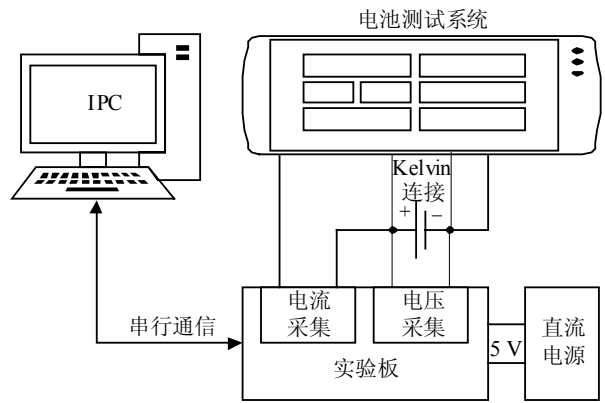 电池测试系统
IPC
Kelvin
连接
+ −
电流
采集
电压
采集
串行通信
实验板
5 V
直流
电源